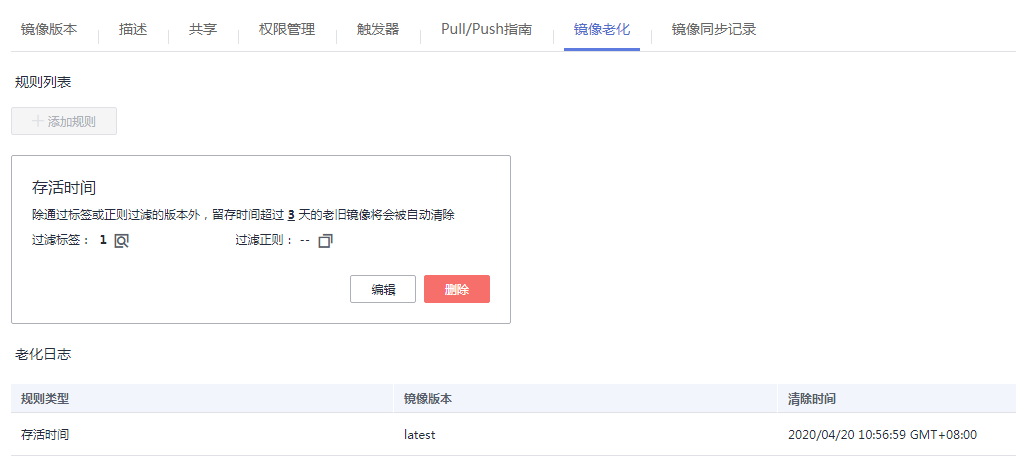 镜像版本 描述 共享 权限管理 触发器 Pull/Push指南 镜像老化 镜像同步记录
规则列表
添加规则
存活时间
除通过标签或正则过滤的版本外，留存时间超过 3 天的老旧镜像将会被自动清除
过滤标签： 1 过滤正则： --
编辑 删除
老化日志
规则类型 镜像版本 清除时间
存活时间 latest 2020/04/20 10:56:59 GMT+08:00